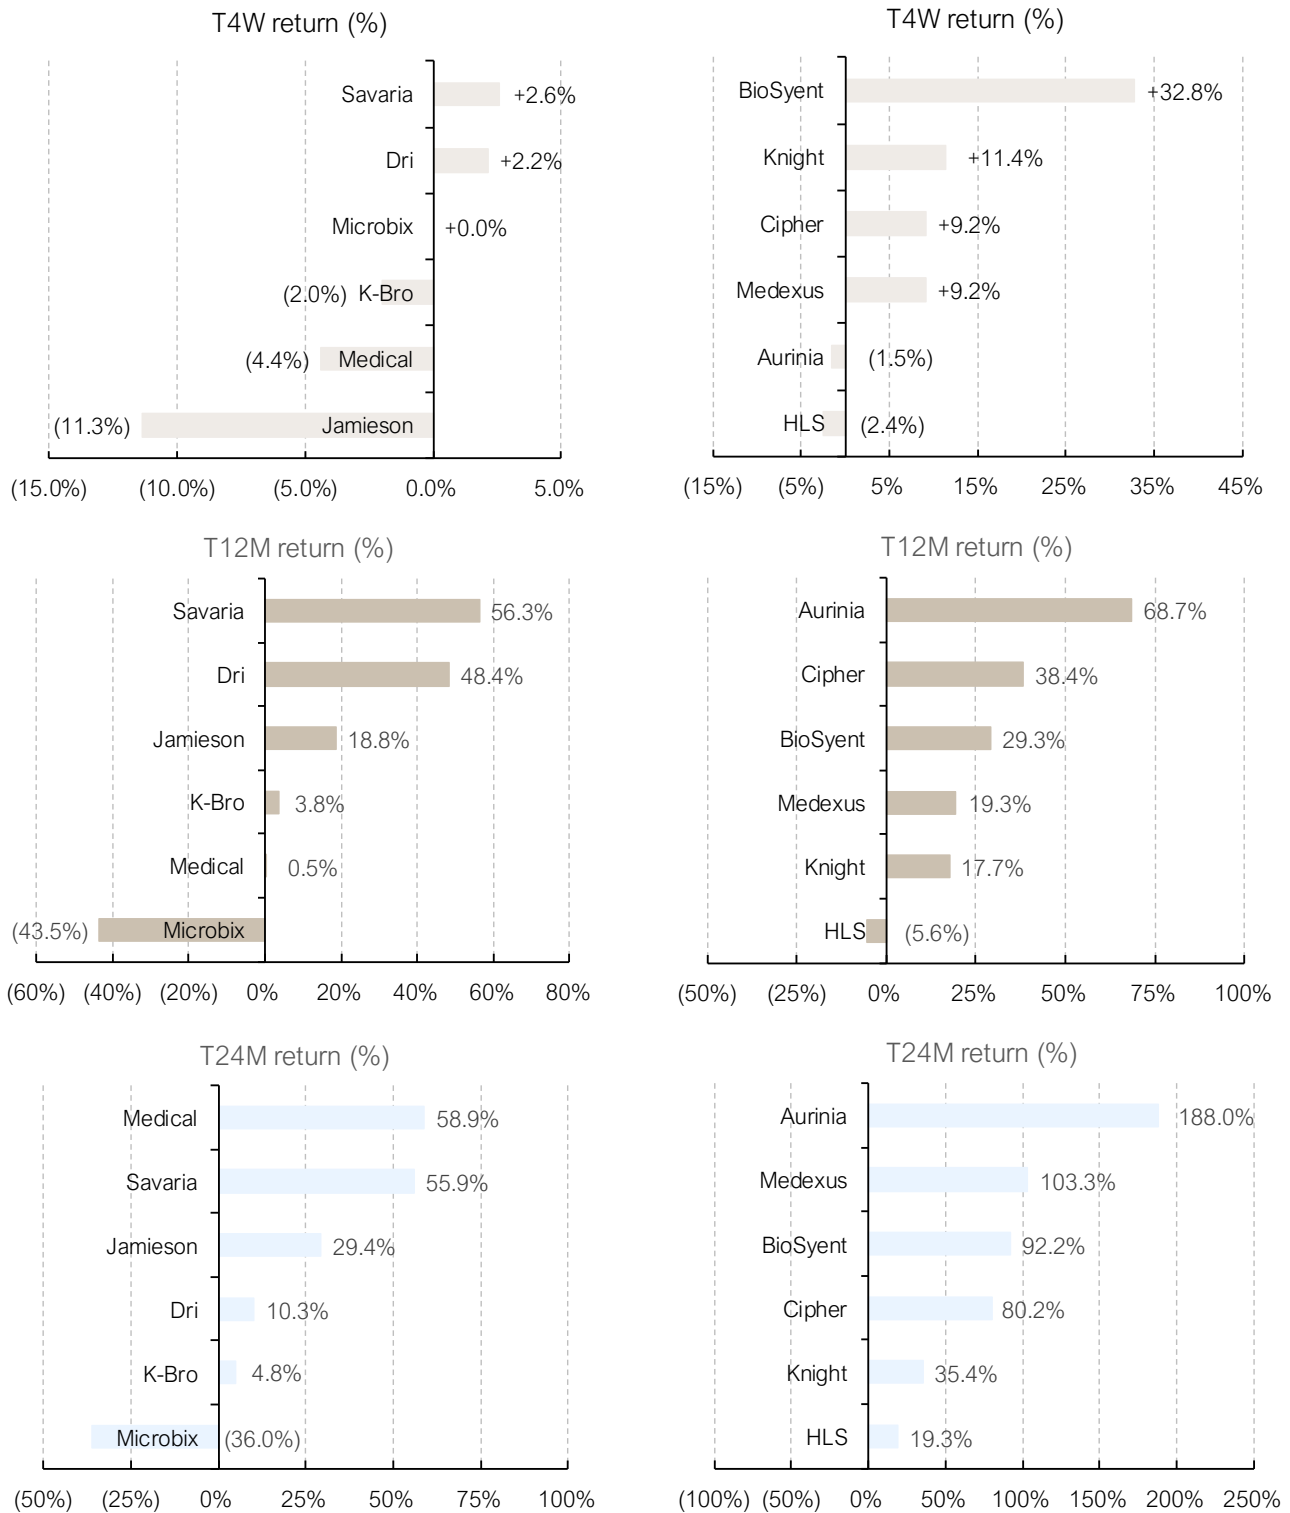 T4W return (%)
Savaria +2.6%
Dri +2.2%
Microbix +0.0%
(2.0%) K-Bro
(4.4%) Medical
(11.3%) Jamieson
(15.0%) (10.0%) (5.0%) 0.0% 5.0%
T4W return (%)
BioSyent +32.8%
Knight +11.4%
Cipher +9.2%
Medexus +9.2%
Aurinia (1.5%)
HLS (2.4%)
(15%) (5%) 5% 15% 25% 35% 45%
T12M return (%)
Savaria 56.3%
Dri 48.4%
Jamieson 18.8%
K-Bro 3.8%
Medical 0.5%
(43.5%) Microbix
(60%) (40%) (20%) 0% 20% 40% 60% 80%
T12M return (%)
Aurinia 68.7%
Cipher 38.4%
BioSyent 29.3%
Medexus 19.3%
Knight 17.7%
HLS (5.6%)
(50%) (25%) 0% 25% 50% 75% 100%
T24M return (%)
Medical 58.9%
Savaria 55.9%
Jamieson 29.4%
Dri 10.3%
K-Bro 4.8%
Microbix (36.0%)
(50%) (25%) 0% 25% 50% 75% 100%
T24M return (%)
Aurinia 188.0%
Medexus 103.3%
BioSyent 92.2%
Cipher 80.2%
Knight 35.4%
HLS 19.3%
(100%) (50%) 0% 50% 100% 150% 200% 250%